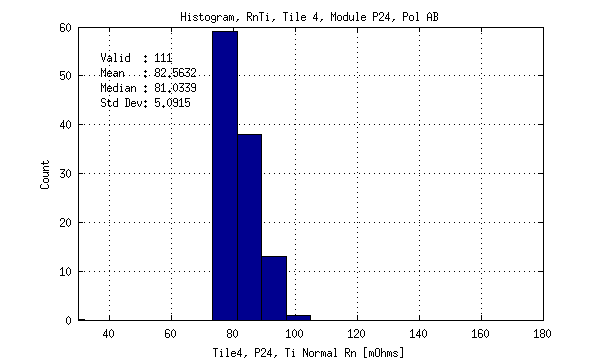 Histogram, RnTi, Tile 4, Module P24, Pol AB
Valid : 111
Mean : 82.5632
Median : 81.0339
Std Dev: 5.0915
Count
60
50
40
30
20
10
0
40 60 80 100 120 140 160 180
Tile4, P24, Ti Normal Rn [mOhms]